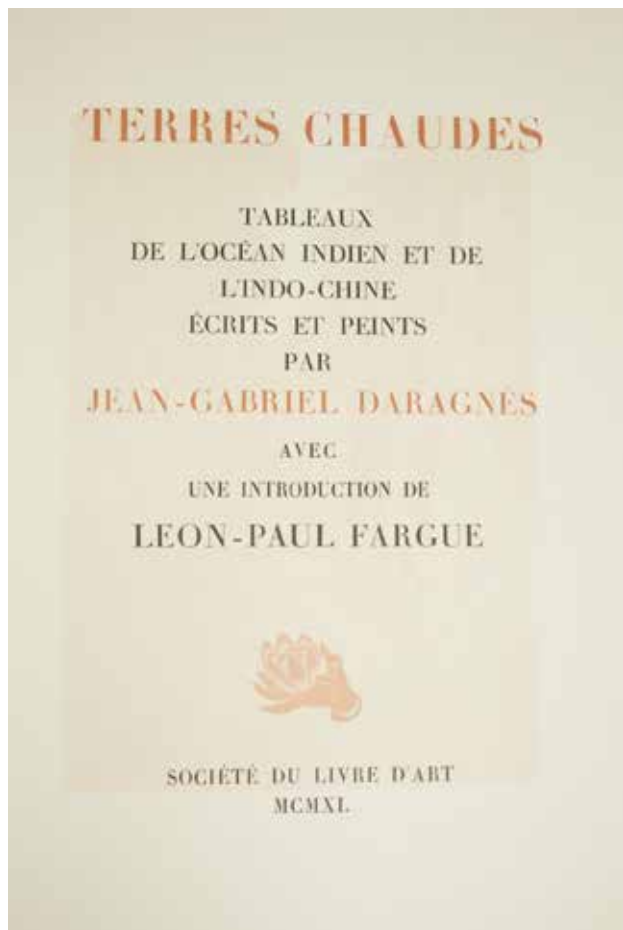 TERRES CHAUDES
TABLEAUX
DE L'OCÉAN INDIEN ET DE
L'INDO-CHINE
ÉCRITS ET PEINTS
PAR
JEAN-GABRIEL DARAGNÈS
AVEC
UNE INTRODUCTION DE
LEON-PAUL FARGUE
SOCIÉTÉ DU LIVRE D'ART
MCMXL